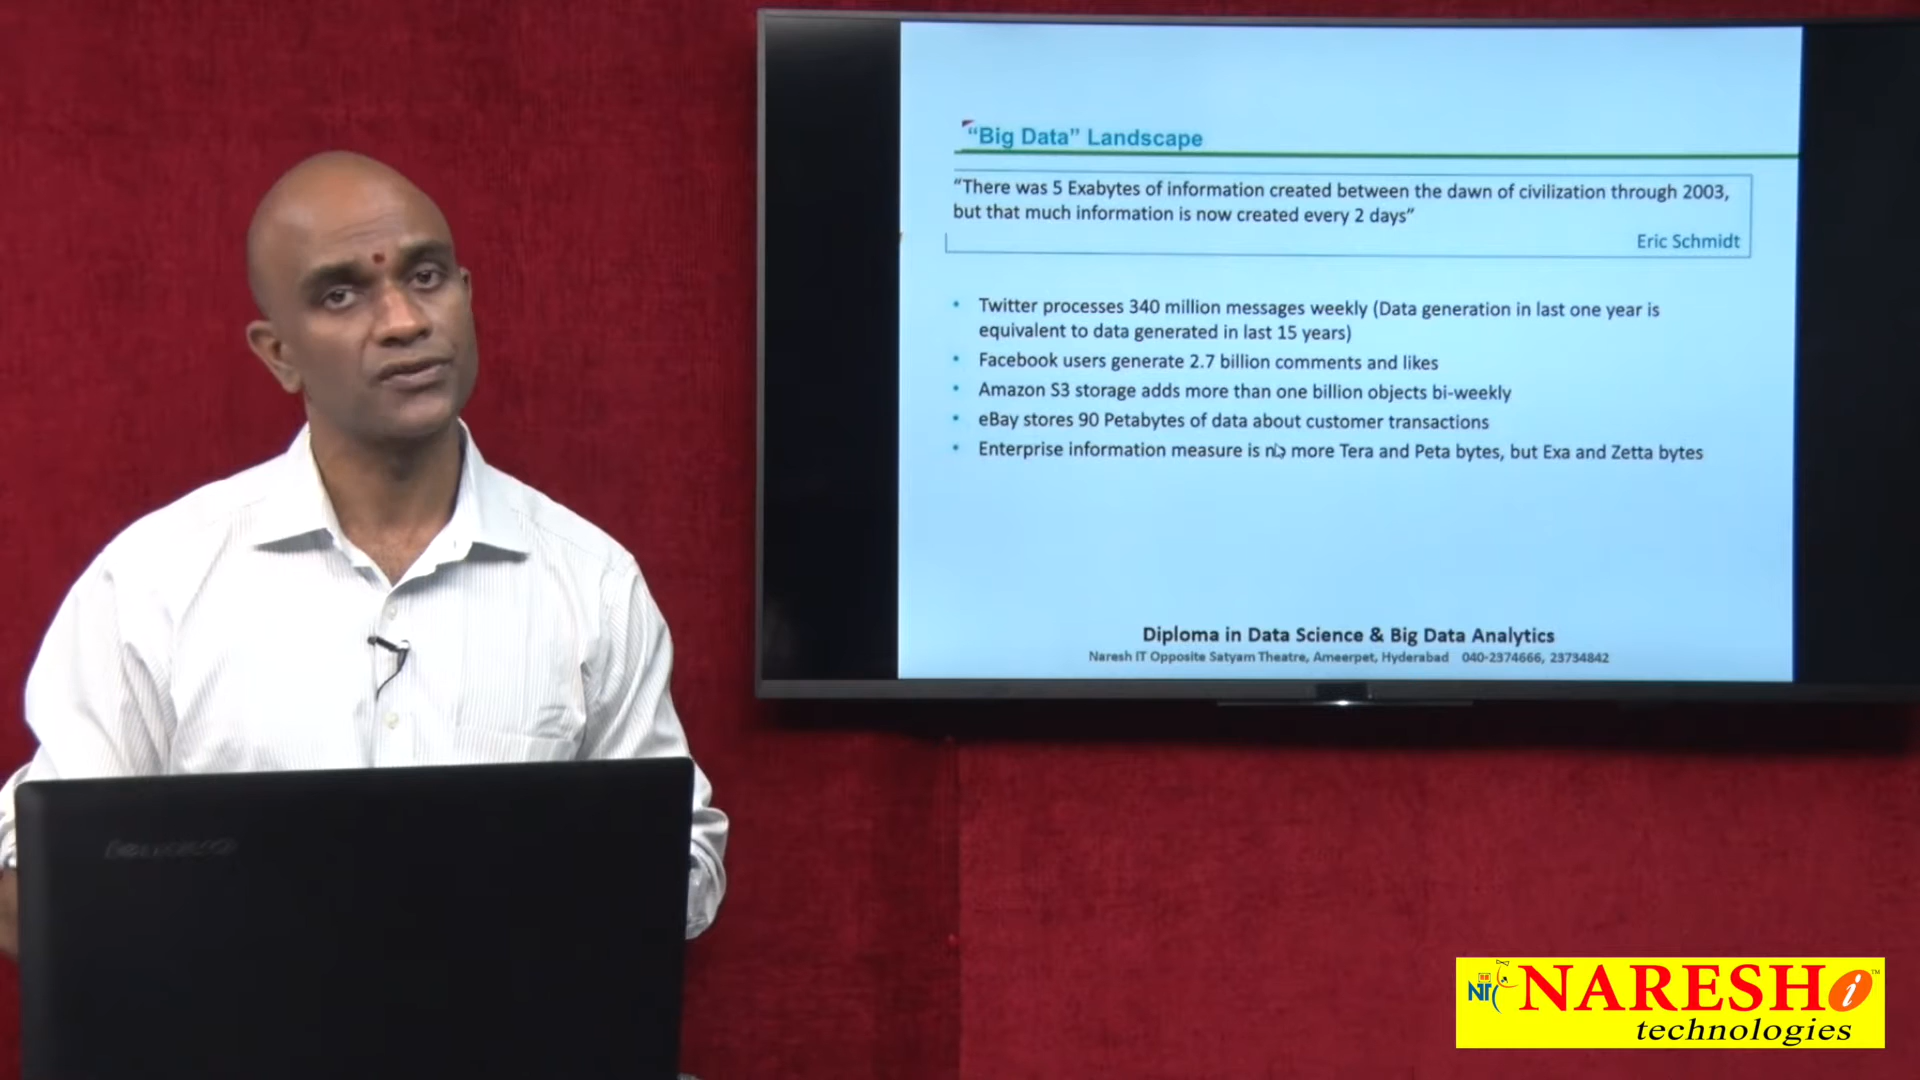 “Big Data” Landscape
“There was 5 Exabytes of information created between the dawn of civilization through 2003,
but that much information is now created every 2 days”
Eric Schmidt
• Twitter processes 340 million messages weekly (Data generation in last one year is
equivalent to data generated in last 15 years)
• Facebook users generate 2.7 billion comments and likes
• Amazon S3 storage adds more than one billion objects bi-weekly
• eBay stores 90 Petabytes of data about customer transactions
• Enterprise information measure is no more Tera and Peta bytes, but Exa and Zetta bytes
Diploma in Data Science & Big Data Analytics
Naresh IT Opposite Satyam Theatre, Ameerpet, Hyderabad 040-2374666, 23734842
lenovo
NT NARESH i ™
technologies